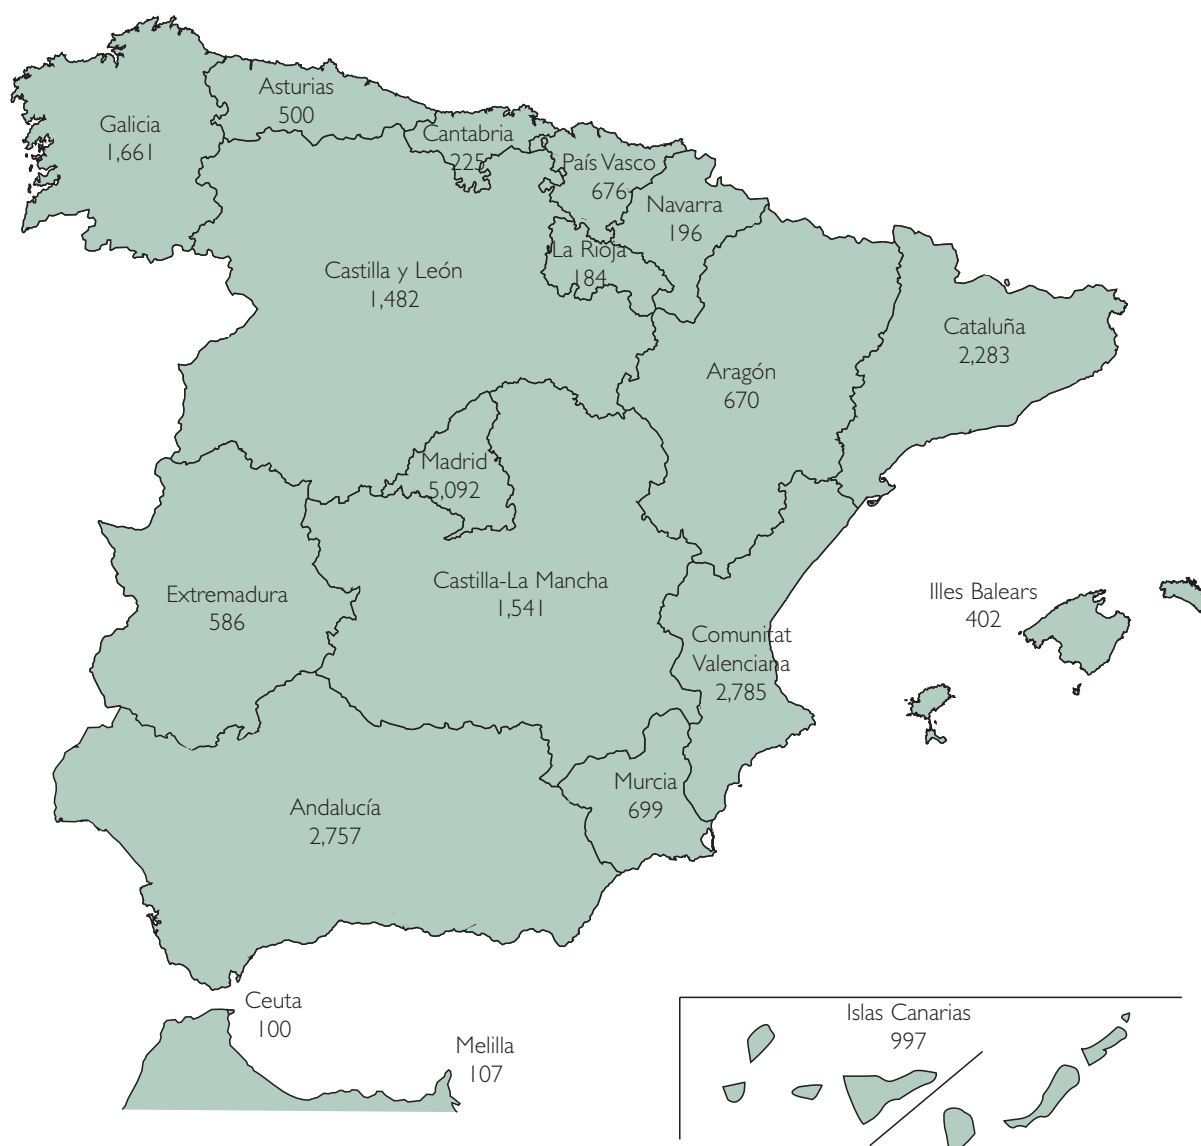 Asturias
500
Galicia
1,661
Cantabria
225
País Vasco
676
Navarra
196
La Rioja
184
Castilla y León
1,482
Cataluña
2,283
Aragón
670
Madrid
5,092
Castilla-La Mancha
1,541
Extremadura
586
Illes Balears
402
Comunitat
Valenciana
2,785
Murcia
699
Andalucía
2,757
Ceuta
100
Melilla
107
Islas Canarias
997